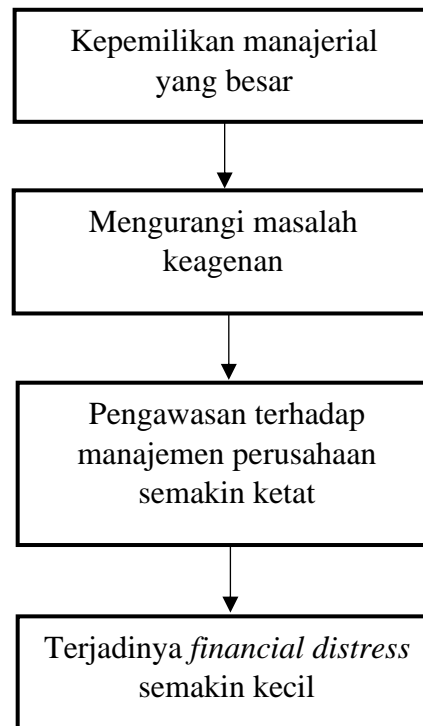 Kepemilikan manajerial
yang besar
Mengurangi masalah
keagenan
Pengawasan terhadap
manajemen perusahaan
semakin ketat
Terjadinya financial distress
semakin kecil